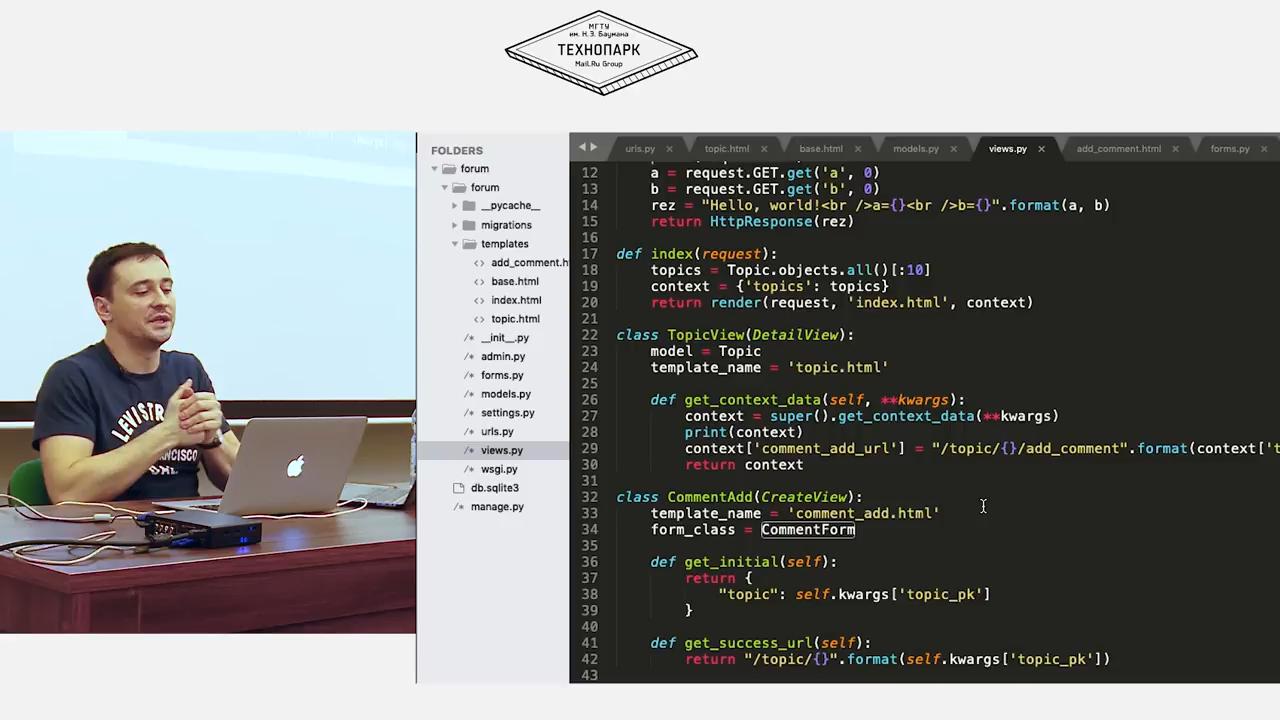 МГТУ
им. Н.Э. Баумана
ТЕХНОПАРК
Mail.Ru Group
LEVI STRA
FRANCISCO
CAL
FOLDERS
forum
forum
__pycache__
migrations
templates
add_comment.h
base.html
index.html
topic.html
__init__.py
admin.py
forms.py
models.py
settings.py
urls.py
views.py
wsgi.py
db.sqlite3
manage.py
urls.py topic.html base.html models.py views.py add_comment.html forms.py
12 a = request.GET.get('a', 0)
13 b = request.GET.get('b', 0)
14 rez = "Hello, world!<br />a={}<br />b={}".format(a, b)
15 return HttpResponse(rez)
16
17 def index(request):
18 topics = Topic.objects.all()[:10]
19 context = {'topics': topics}
20 return render(request, 'index.html', context)
21
22 class TopicView(DetailView):
23 model = Topic
24 template_name = 'topic.html'
25
26 def get_context_data(self, **kwargs):
27 context = super().get_context_data(**kwargs)
28 print(context)
29 context['comment_add_url'] = "/topic/{}/add_comment".format(context['t
30 return context
31
32 class CommentAdd(CreateView):
33 template_name = 'comment_add.html'
34 form_class = CommentForm
35
36 def get_initial(self):
37 return {
38 "topic": self.kwargs['topic_pk']
39 }
40
41 def get_success_url(self):
42 return "/topic/{}".format(self.kwargs['topic_pk'])
43